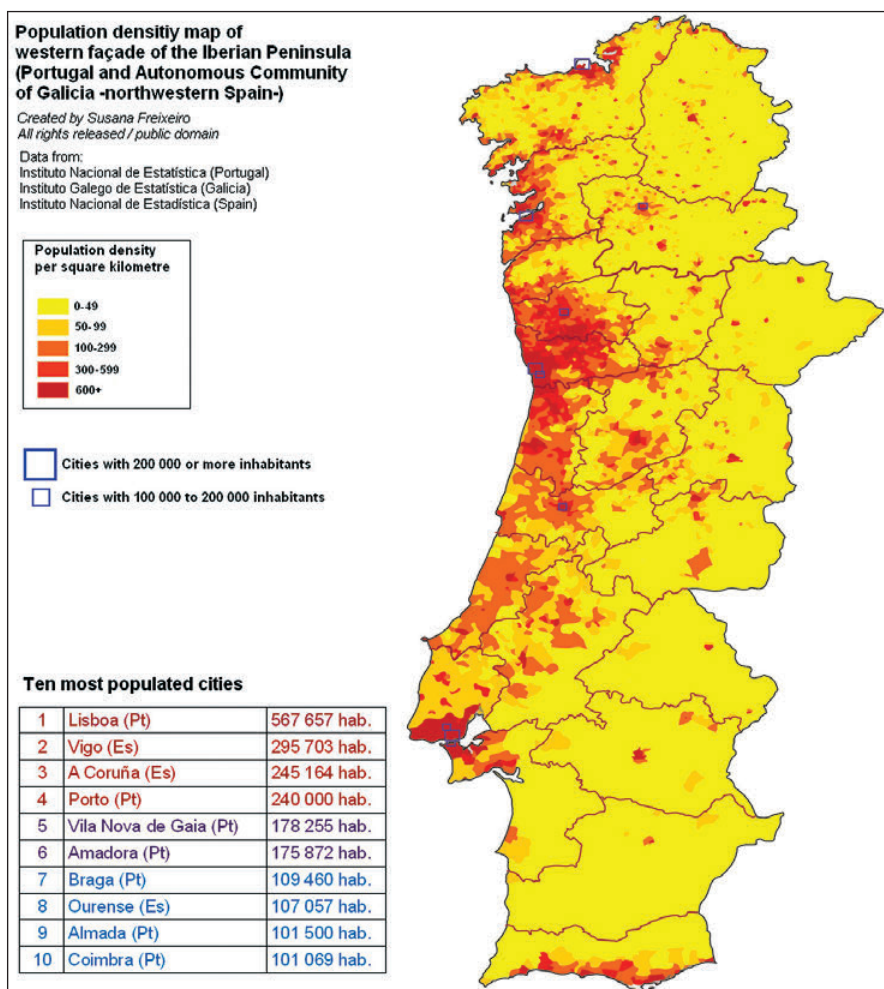 Population densitiy map of
western façade of the Iberian Peninsula
(Portugal and Autonomous Community
of Galicia -northwestern Spain-)
Created by Susana Freixeiro
All rights released / public domain
Data from:
Instituto Nacional de Estatística (Portugal)
Instituto Galego de Estatística (Galicia)
Instituto Nacional de Estadística (Spain)
Population density
per square kilometre
0-49
50-99
100-299
300-599
600+
Cities with 200 000 or more inhabitants
Cities with 100 000 to 200 000 inhabitants
Ten most populated cities
1 Lisboa (Pt) 567 657 hab.
2 Vigo (Es) 295 703 hab.
3 A Coruña (Es) 245 164 hab.
4 Porto (Pt) 240 000 hab.
5 Vila Nova de Gaia (Pt) 178 255 hab.
6 Amadora (Pt) 175 872 hab.
7 Braga (Pt) 109 460 hab.
8 Ourense (Es) 107 057 hab.
9 Almada (Pt) 101 500 hab.
10 Coimbra (Pt) 101 069 hab.